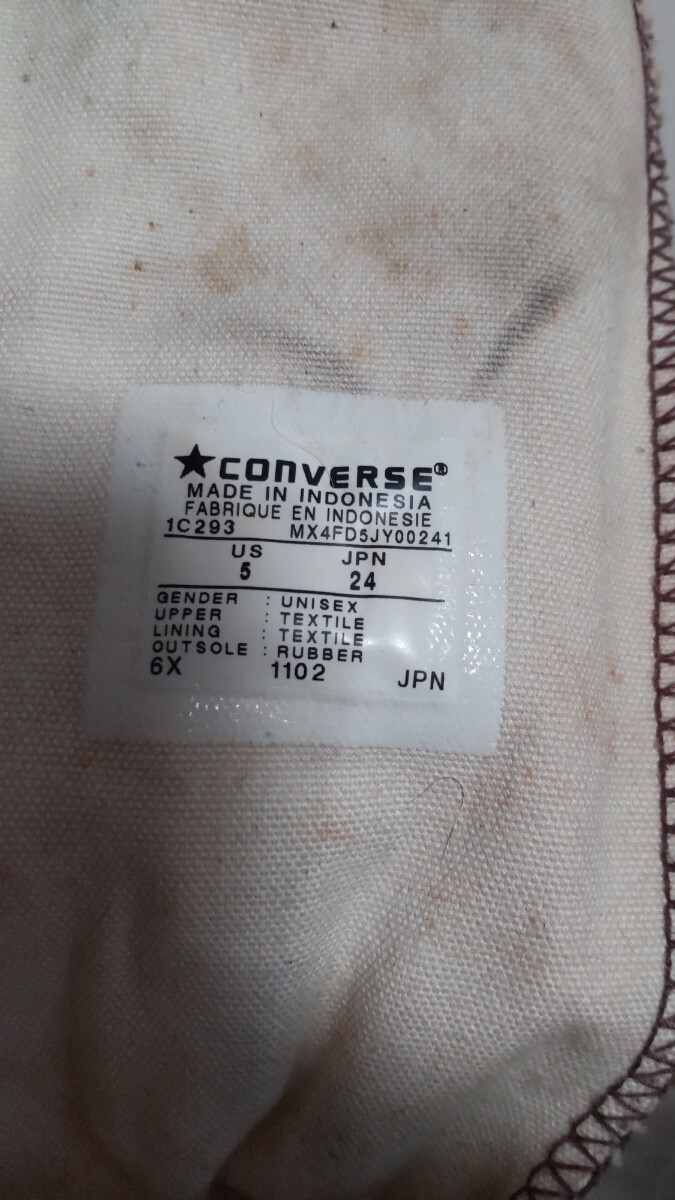 ★CONVERSE®
MADE IN INDONESIA
FABRIQUE EN INDONESIE
1C293 MX4FD5JY00241
US JPN
5 24
GENDER : UNISEX
UPPER : TEXTILE
LINING : TEXTILE
OUTSOLE : RUBBER
6X 1102 JPN